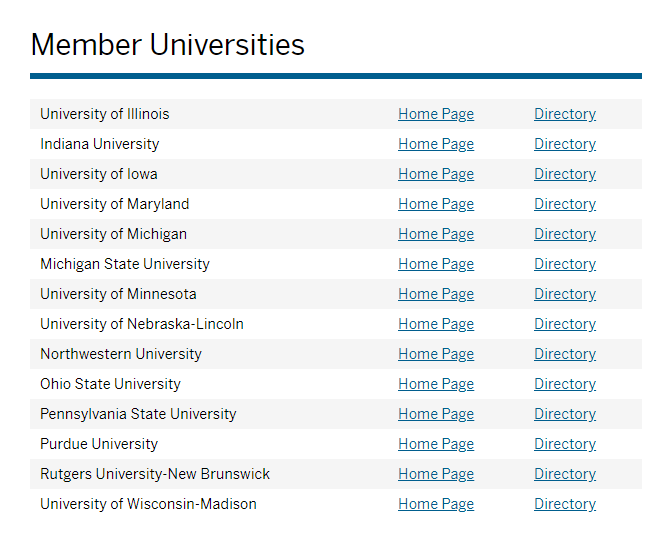 Member Universities
University of Illinois Home Page Directory
Indiana University Home Page Directory
University of Iowa Home Page Directory
University of Maryland Home Page Directory
University of Michigan Home Page Directory
Michigan State University Home Page Directory
University of Minnesota Home Page Directory
University of Nebraska-Lincoln Home Page Directory
Northwestern University Home Page Directory
Ohio State University Home Page Directory
Pennsylvania State University Home Page Directory
Purdue University Home Page Directory
Rutgers University-New Brunswick Home Page Directory
University of Wisconsin-Madison Home Page Directory